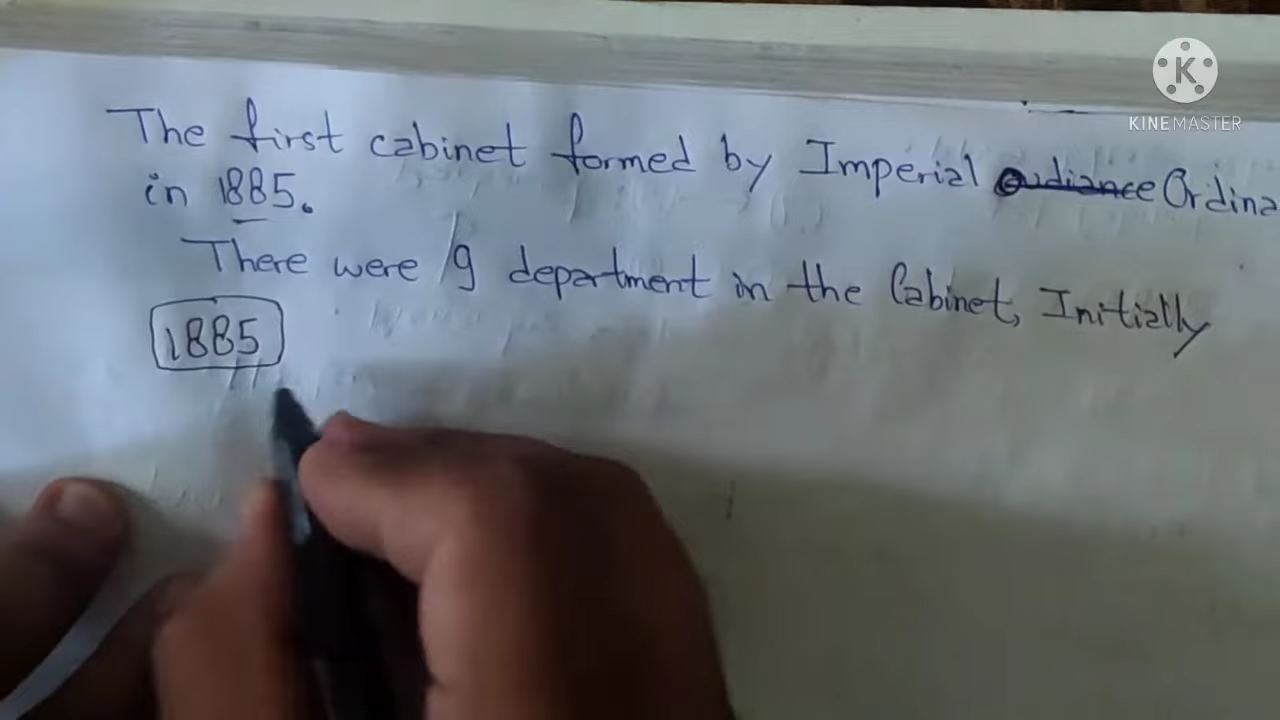 The first cabinet formed by Imperial Ordina
in 1885.
There were 9 department in the Cabinet, Initially
1885
K
KINEMASTER